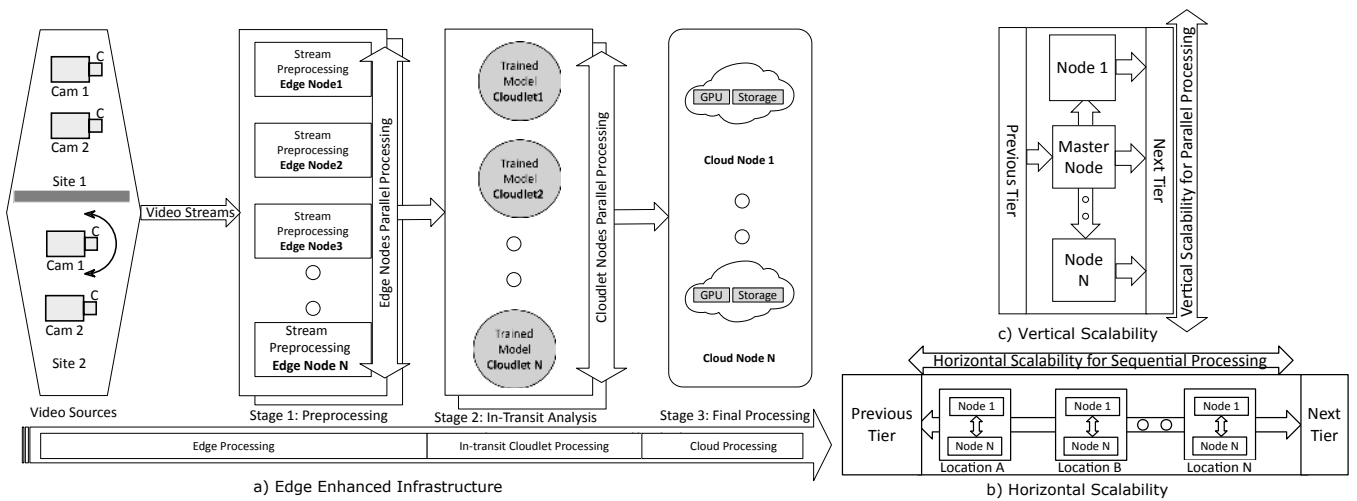 C
Cam 1
C
Cam 2
Site 1
C
Cam 1
C
Cam 2
Site 2
Video Sources
Video Streams
Stream
Preprocessing
Edge Node1
Stream
Preprocessing
Edge Node2
Stream
Preprocessing
Edge Node3
Stream
Preprocessing
Edge Node N
Edge Nodes Parallel Processing
Stage 1: Preprocessing
Trained
Model
Cloudlet1
Trained
Model
Cloudlet2
Trained
Model
Cloudlet N
Cloudlet Nodes Parallel Processing
Stage 2: In-Transit Analysis
GPU
Storage
Cloud Node 1
GPU
Storage
Cloud Node N
Stage 3: Final Processing
Edge Processing
In-transit Cloudlet Processing
Cloud Processing
a) Edge Enhanced Infrastructure
Previous Tier
Node 1
Master
Node
Node
N
Next Tier
Vertical Scalability for Parallel Processing
c) Vertical Scalability
Horizontal Scalability for Sequential Processing
Previous
Tier
Node 1
Node N
Location A
Node 1
Node N
Location B
Node 1
Node N
Location N
Next
Tier
b) Horizontal Scalability